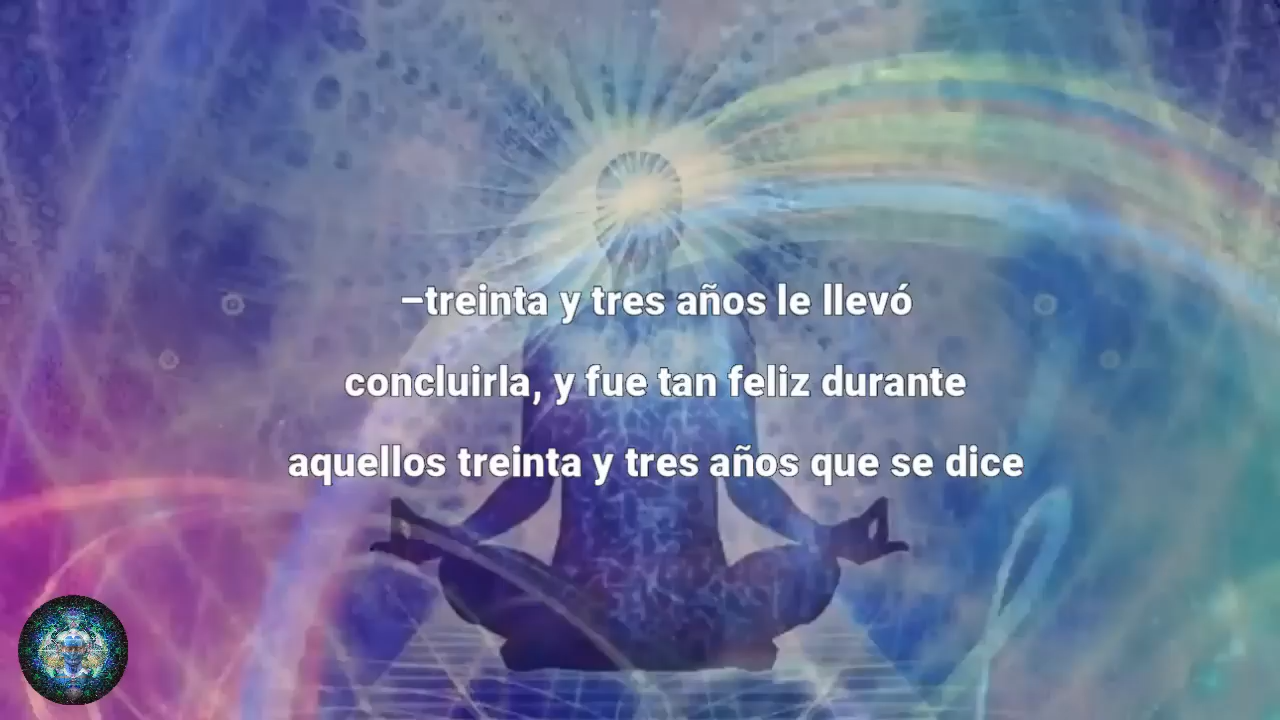 –treinta y tres años le llevó
concluirla, y fue tan feliz durante
aquellos treinta y tres años que se dice